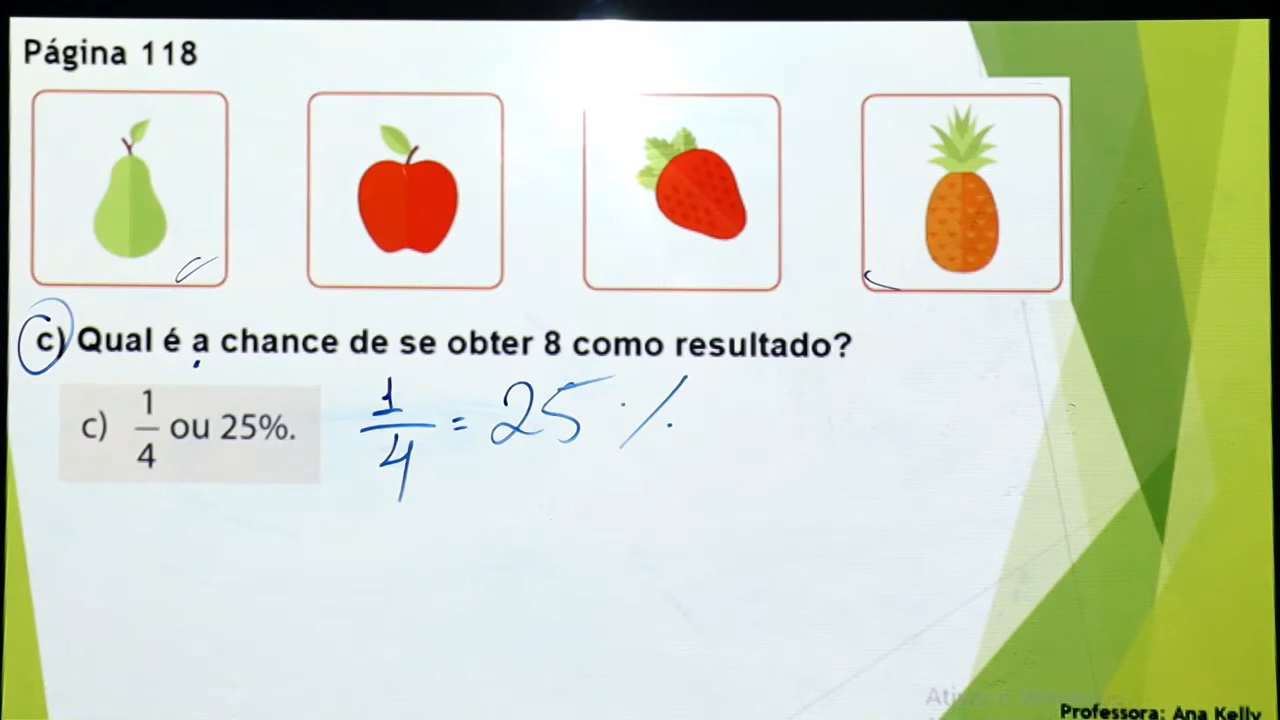 Página 118
c) Qual é a chance de se obter 8 como resultado?
c) 1/4 ou 25%.
1/4 = 25 %
Professora: Ana Kelly